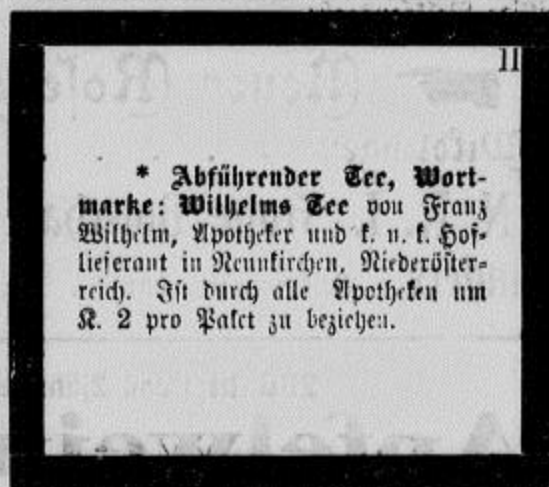 11
* Abführender Tee, Wort-
marke: Wilhelms Tee von Franz
Wilhelm, Apotheker und k. u. k. Hof-
lieferant in Neunkirchen, Niederöster-
reich. Ist durch alle Apotheken um
K. 2 pro Paket zu beziehen.